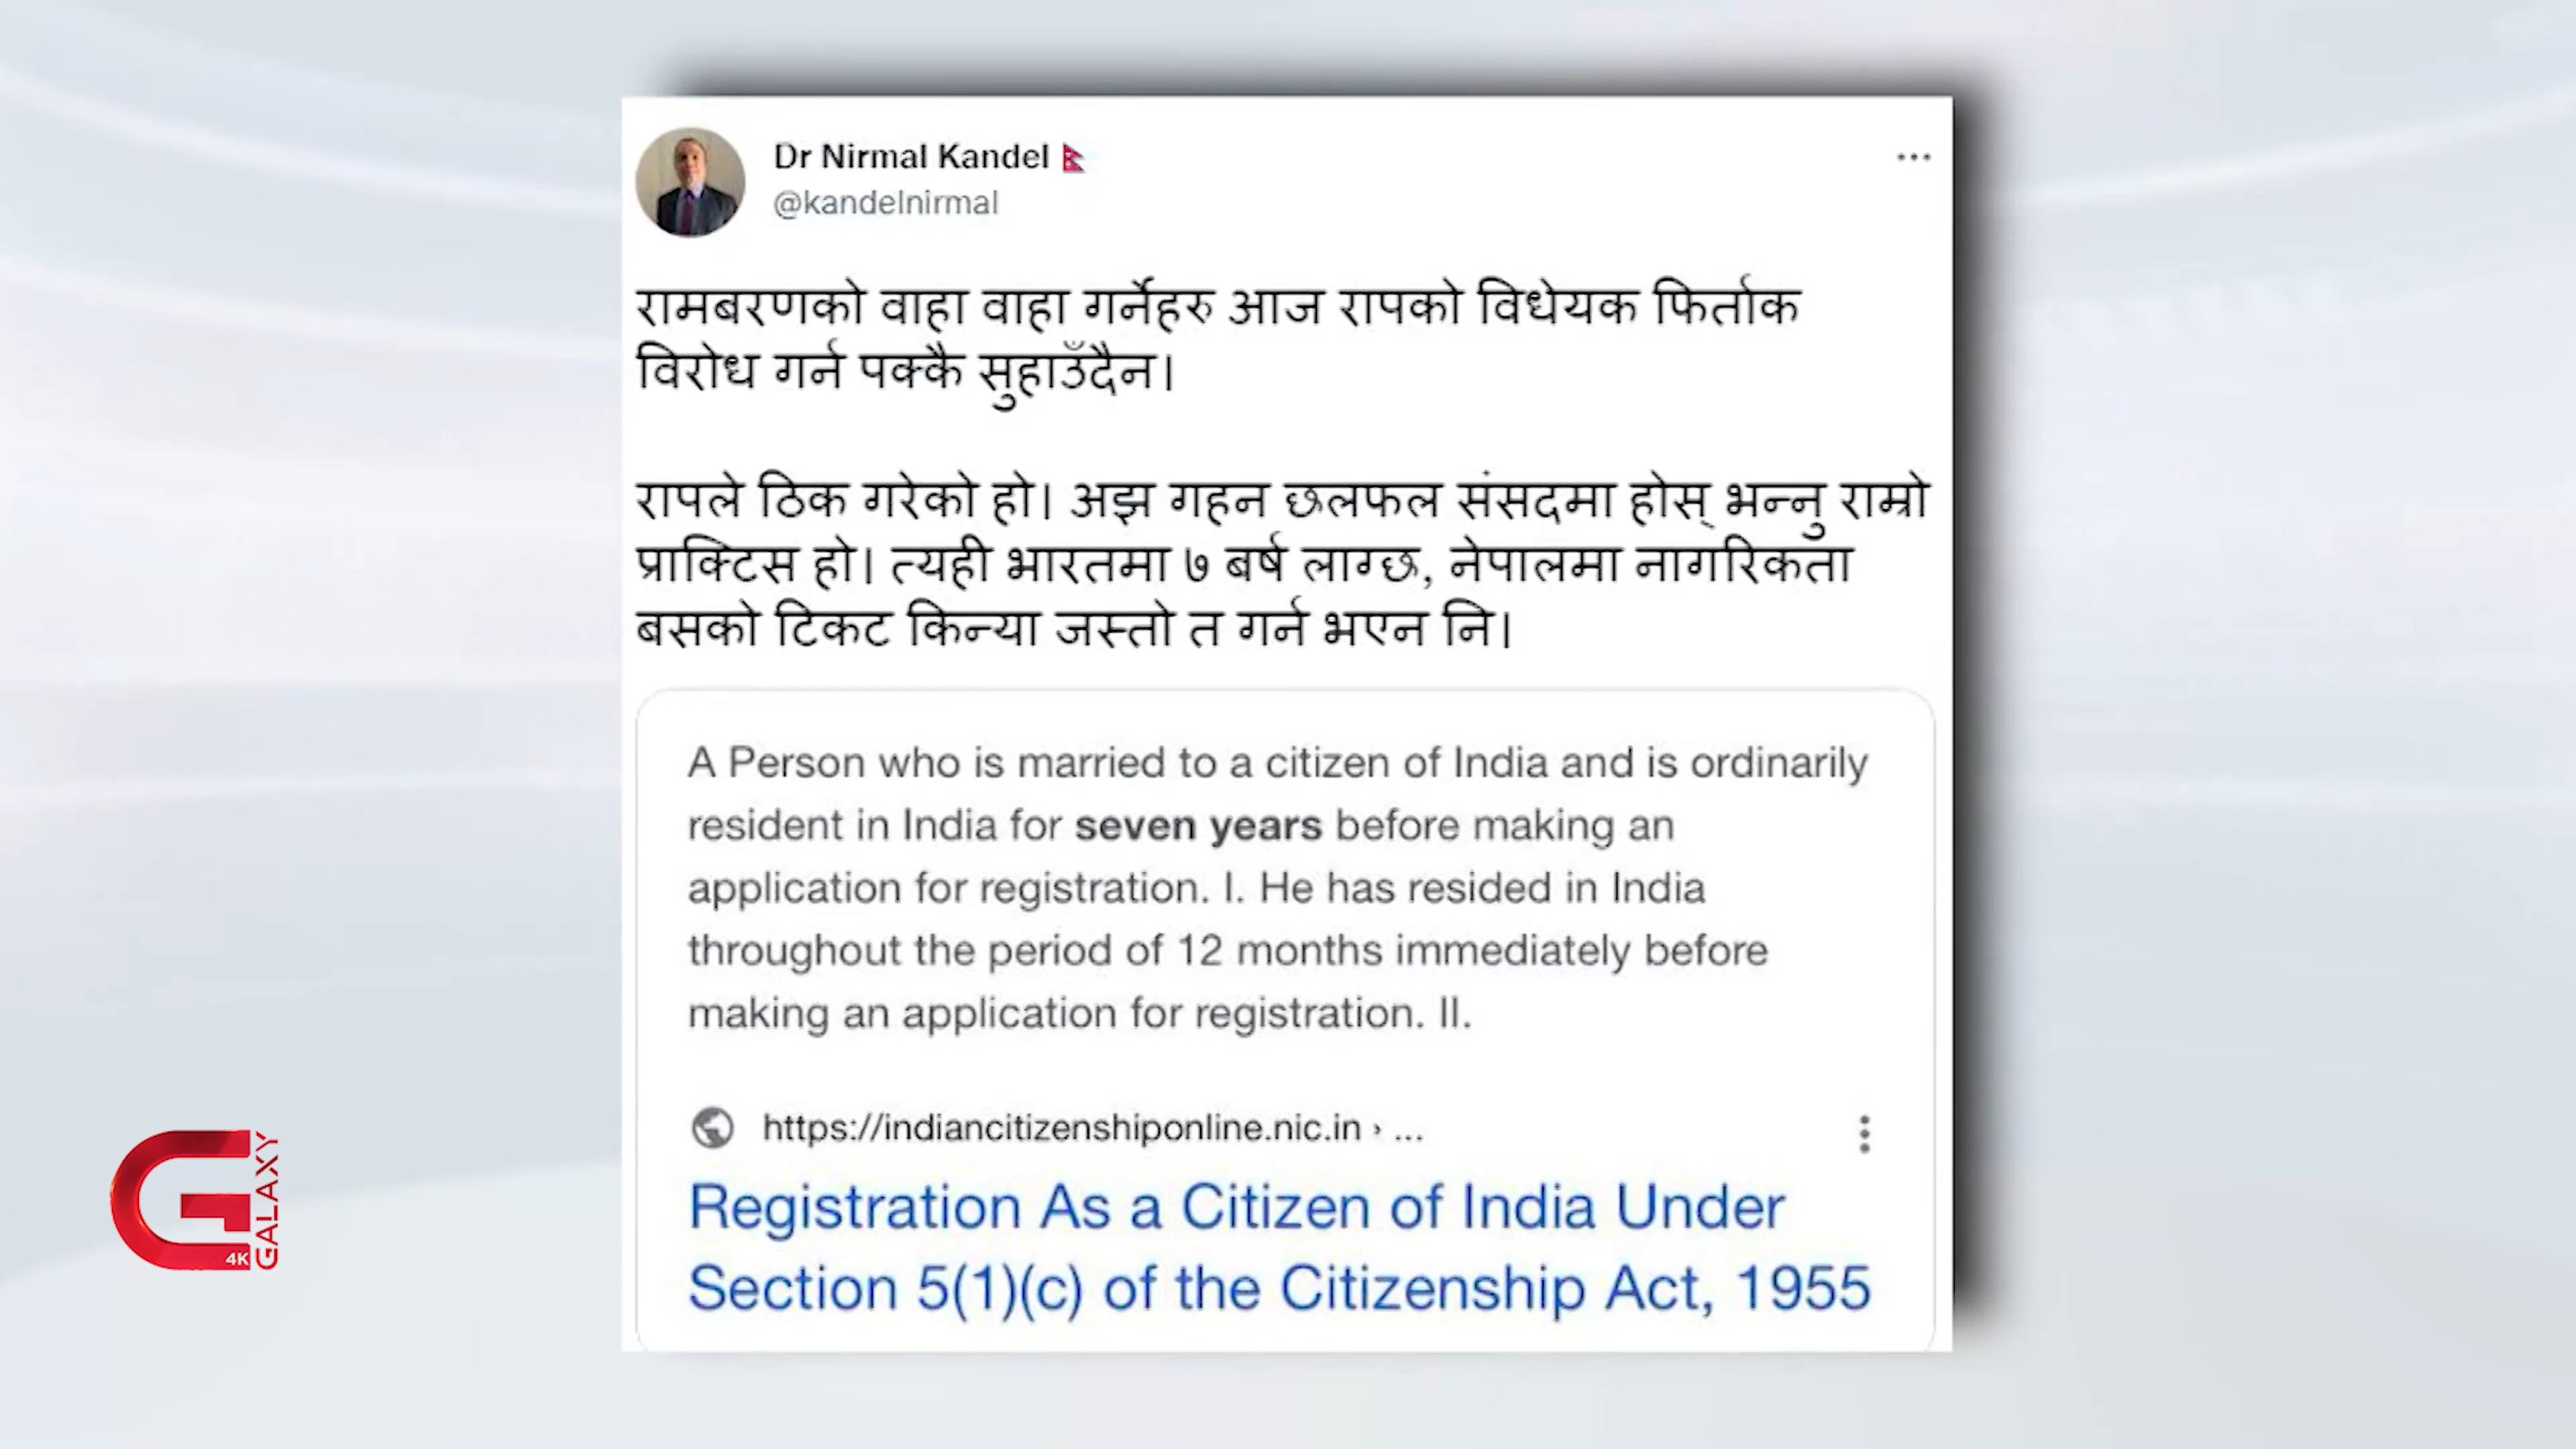 Dr Nirmal Kandel
@kandelnirmal
रामबरणको वाहा वाहा गर्नेहरु आज रापको विधेयक फिर्ताक
विरोध गर्न पक्कै सुहाउँदैन।
रापले ठिक गरेको हो। अझ गहन छलफल संसदमा होस् भन्नु राम्रो
प्राक्टिस हो। त्यही भारतमा ७ बर्ष लाग्छ, नेपालमा नागरिकता
बसको टिकट किन्या जस्तो त गर्न भएन नि।
A Person who is married to a citizen of India and is ordinarily
resident in India for seven years before making an
application for registration. I. He has resided in India
throughout the period of 12 months immediately before
making an application for registration. II.
https://indiancitizenshiponline.nic.in › ...
Registration As a Citizen of India Under
Section 5(1)(c) of the Citizenship Act, 1955
GALAXY
4K